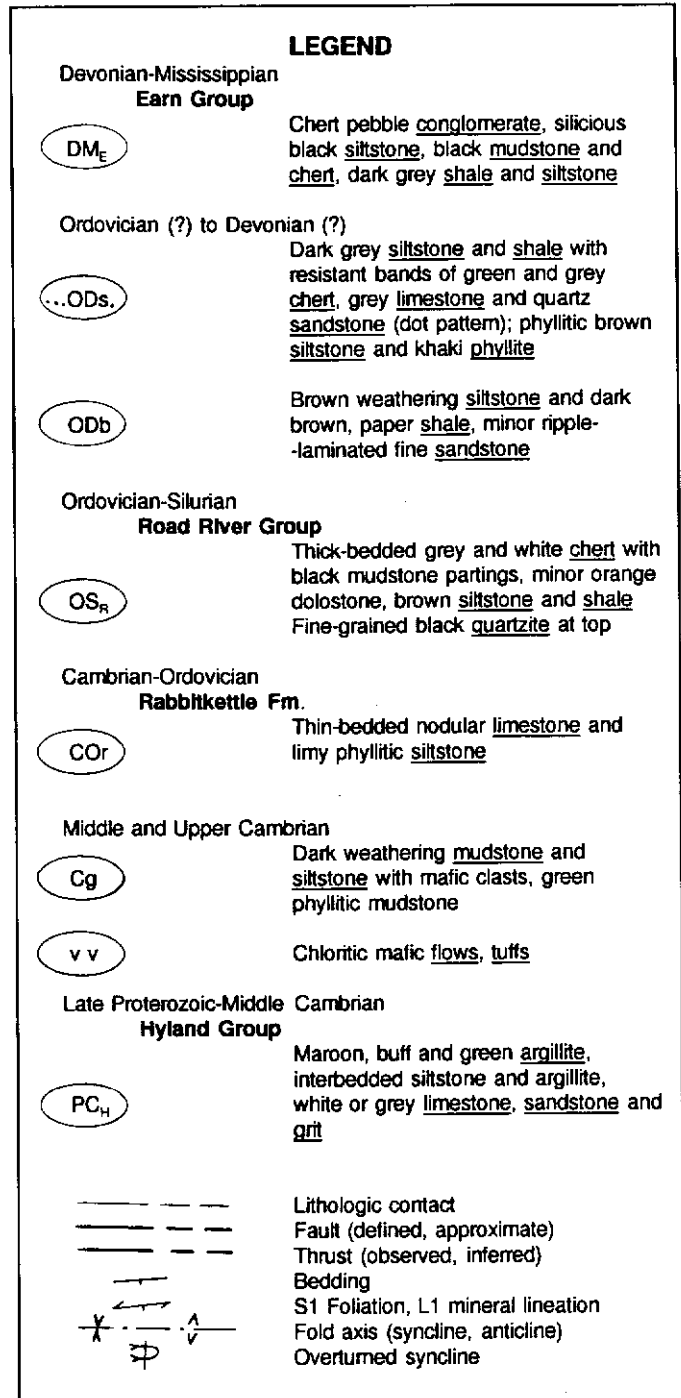 LEGEND
Devonian-Mississippian
Earn Group
DME
Chert pebble conglomerate, silicious
black siltstone, black mudstone and
chert, dark grey shale and siltstone
Ordovician (?) to Devonian (?)
...ODs.
Dark grey siltstone and shale with
resistant bands of green and grey
chert, grey limestone and quartz
sandstone (dot pattern); phyllitic brown
siltstone and khaki phyllite
ODb
Brown weathering siltstone and dark
brown, paper shale, minor ripple-
-laminated fine sandstone
Ordovician-Silurian
Road River Group
OSR
Thick-bedded grey and white chert with
black mudstone partings, minor orange
dolostone, brown siltstone and shale
Fine-grained black quartzite at top
Cambrian-Ordovician
Rabbitkettle Fm.
COr
Thin-bedded nodular limestone and
limy phyllitic siltstone
Middle and Upper Cambrian
Cg
Dark weathering mudstone and
siltstone with mafic clasts, green
phyllitic mudstone
v v
Chloritic mafic flows, tuffs
Late Proterozoic-Middle Cambrian
Hyland Group
PCH
Maroon, buff and green argillite,
interbedded siltstone and argillite,
white or grey limestone, sandstone and
grit
Lithologic contact
Fault (defined, approximate)
Thrust (observed, inferred)
Bedding
S1 Foliation, L1 mineral lineation
Fold axis (syncline, anticline)
Overturned syncline